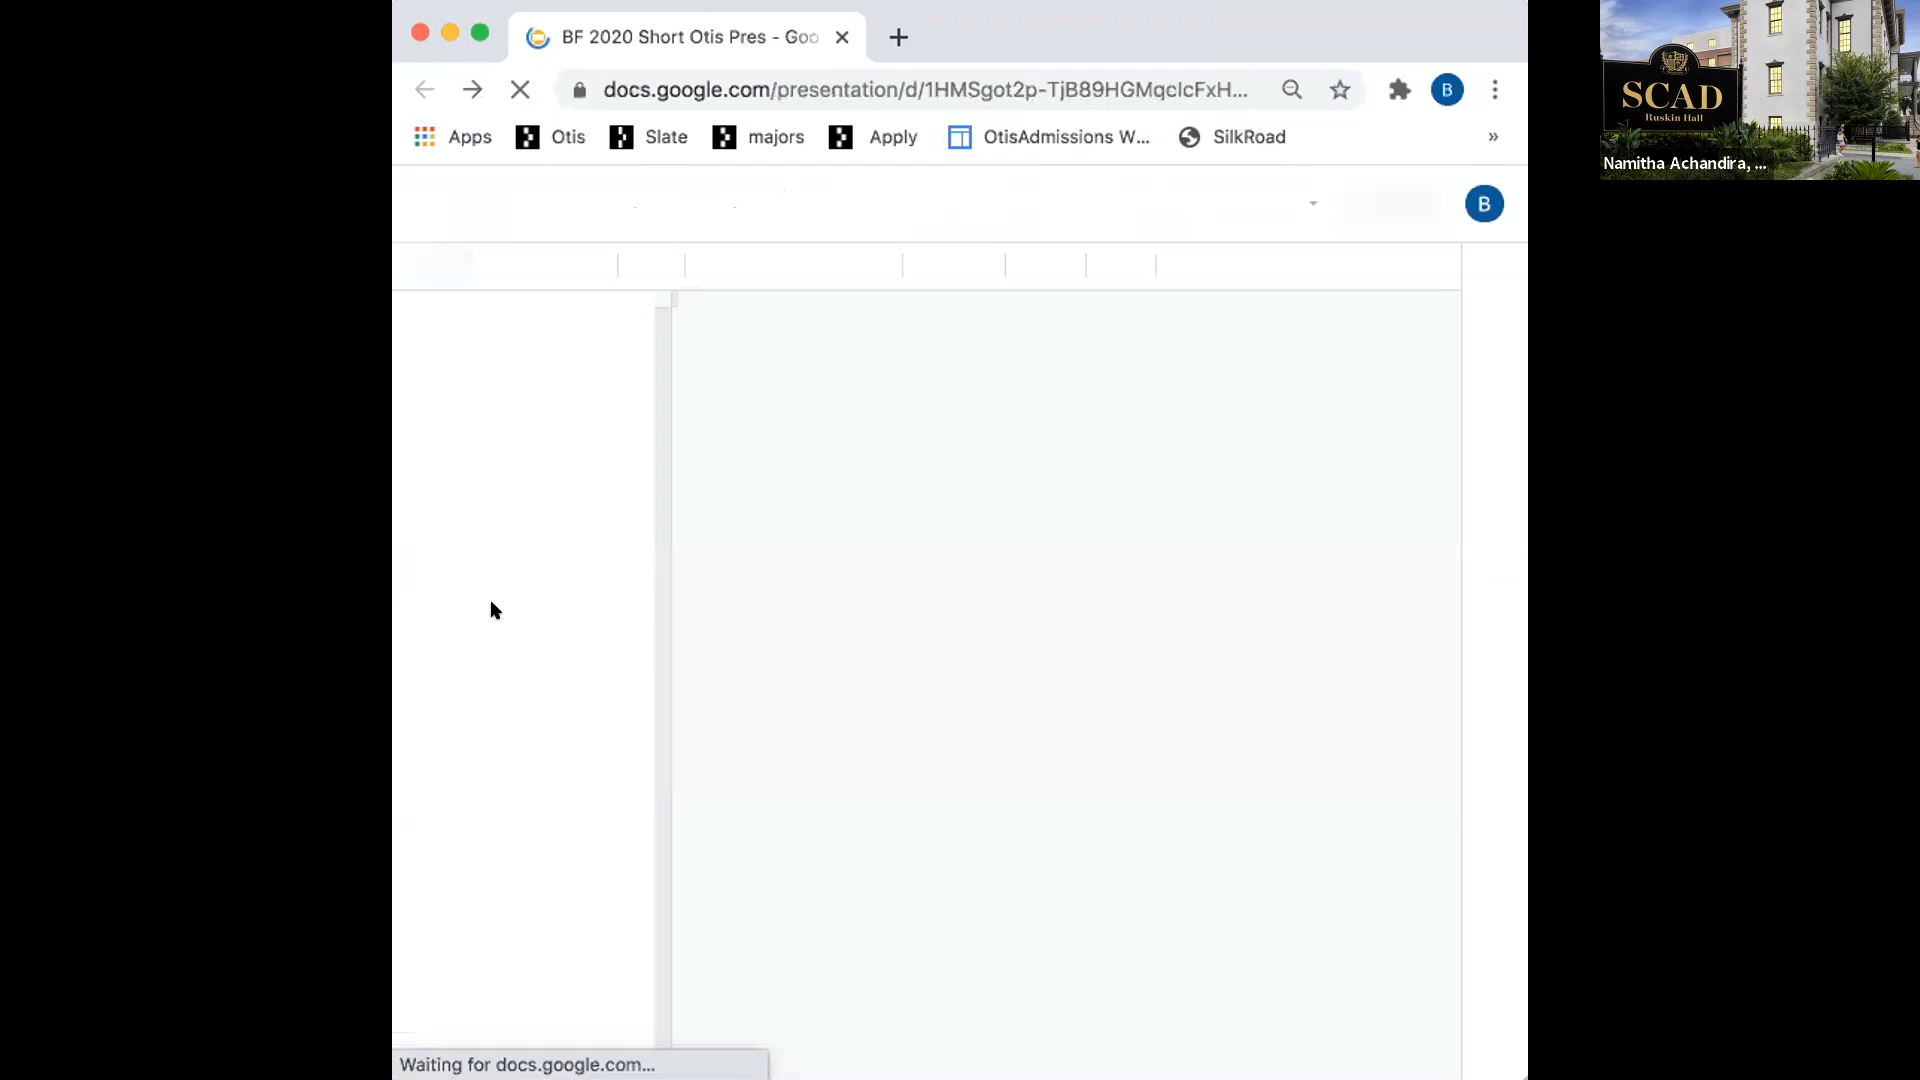 BF 2020 Short Otis Pres - Goo
docs.google.com/presentation/d/1HMSgot2p-TjB89HGMqcIcFxH...
B
Apps
Otis
Slate
majors
Apply
OtisAdmissions W...
SilkRoad
»
B
Waiting for docs.google.com...
SCAD
Ruskin Hall
Namitha Achandira, ...